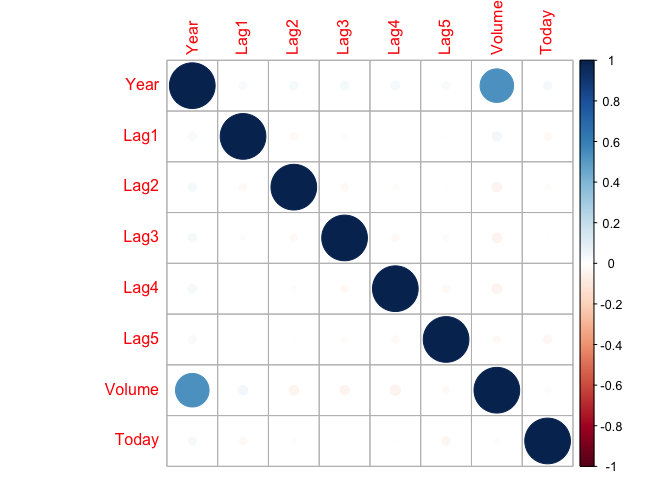 Year Lag1 Lag2 Lag3 Lag4 Lag5 Volume Today
Year
Lag1
Lag2
Lag3
Lag4
Lag5
Volume
Today
1
0.8
0.6
0.4
0.2
0
-0.2
-0.4
-0.6
-0.8
-1